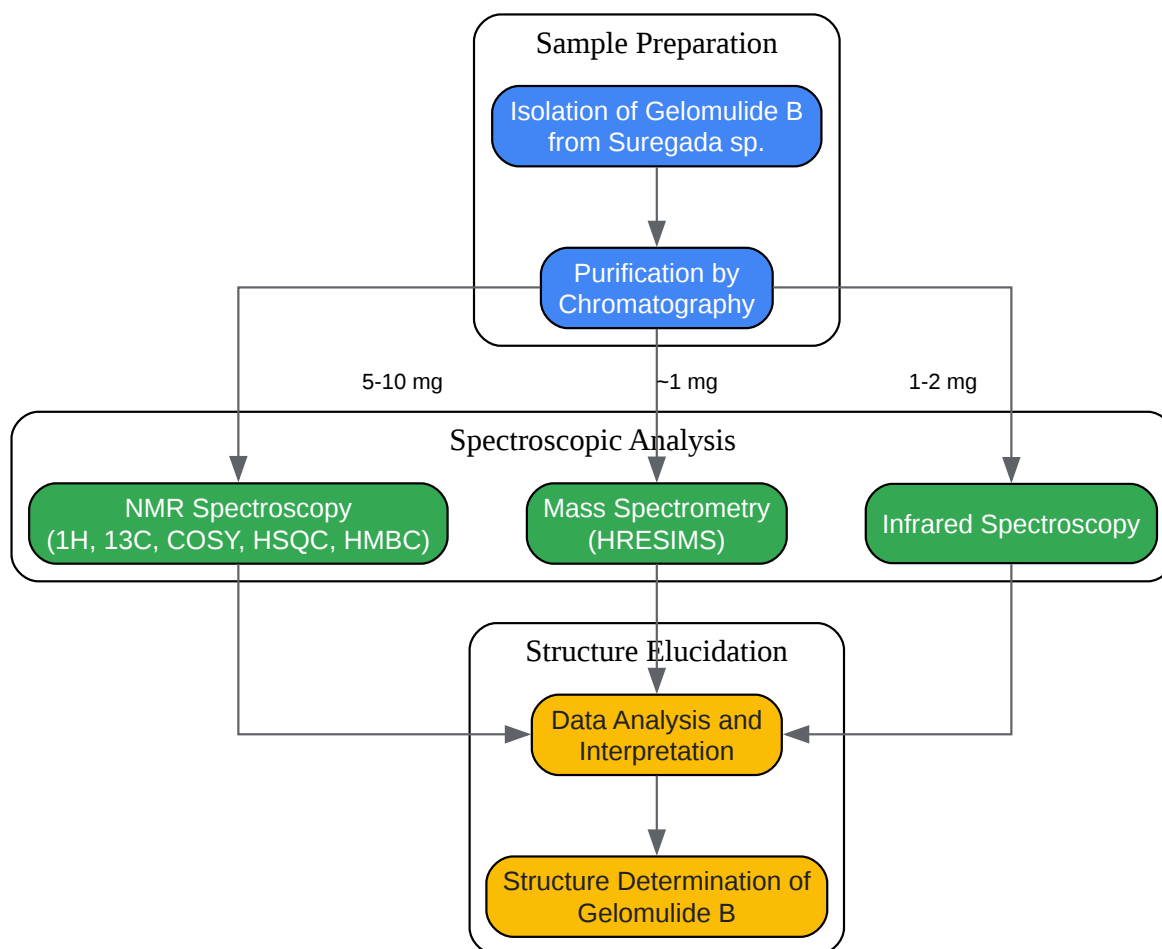 Sample Preparation
Isolation of Gelomulide B
from Suregada sp.
Purification by
Chromatography
5-10 mg
~1 mg
1-2 mg
Spectroscopic Analysis
NMR Spectroscopy
(1H, 13C, COSY, HSQC, HMBC)
Mass Spectrometry
(HRESIMS)
Infrared Spectroscopy
Structure Elucidation
Data Analysis and
Interpretation
Structure Determination of
Gelomulide B